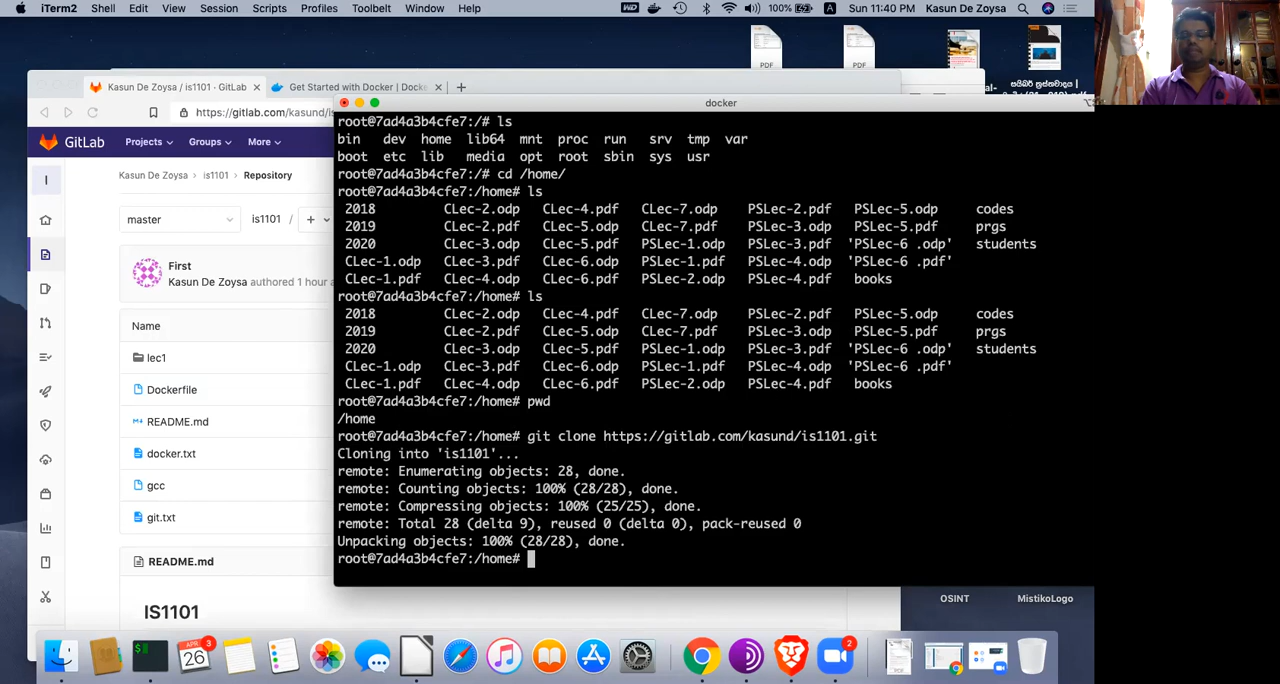 iTerm2 Shell Edit View Session Scripts Profiles Toolbelt Window Help 100% A Sun 11:40 PM Kasun De Zoysa
PDF PDF
Kasun De Zoysa / is1101 · GitLab Get Started with Docker | Docke
https://gitlab.com/kasund/is
docker
GitLab Projects Groups More
Kasun De Zoysa is1101 Repository
I
master is1101 /
First
Kasun De Zoysa authored 1 hour a
Name
lec1
Dockerfile
README.md
docker.txt
gcc
git.txt
README.md
IS1101
root@7ad4a3b4cfe7:/# ls
bin dev home lib64 mnt proc run srv tmp var
boot etc lib media opt root sbin sys usr
root@7ad4a3b4cfe7:/# cd /home/
root@7ad4a3b4cfe7:/home# ls
2018 CLec-2.odp CLec-4.pdf CLec-7.odp PSLec-2.pdf PSLec-5.odp codes
2019 CLec-2.pdf CLec-5.odp CLec-7.pdf PSLec-3.odp PSLec-5.pdf prgs
2020 CLec-3.odp CLec-5.pdf PSLec-1.odp PSLec-3.pdf 'PSLec-6 .odp' students
CLec-1.odp CLec-3.pdf CLec-6.odp PSLec-1.pdf PSLec-4.odp 'PSLec-6 .pdf'
CLec-1.pdf CLec-4.odp CLec-6.pdf PSLec-2.odp PSLec-4.pdf books
root@7ad4a3b4cfe7:/home# ls
2018 CLec-2.odp CLec-4.pdf CLec-7.odp PSLec-2.pdf PSLec-5.odp codes
2019 CLec-2.pdf CLec-5.odp CLec-7.pdf PSLec-3.odp PSLec-5.pdf prgs
2020 CLec-3.odp CLec-5.pdf PSLec-1.odp PSLec-3.pdf 'PSLec-6 .odp' students
CLec-1.odp CLec-3.pdf CLec-6.odp PSLec-1.pdf PSLec-4.odp 'PSLec-6 .pdf'
CLec-1.pdf CLec-4.odp CLec-6.pdf PSLec-2.odp PSLec-4.pdf books
root@7ad4a3b4cfe7:/home# pwd
/home
root@7ad4a3b4cfe7:/home# git clone https://gitlab.com/kasund/is1101.git
Cloning into 'is1101'...
remote: Enumerating objects: 28, done.
remote: Counting objects: 100% (28/28), done.
remote: Compressing objects: 100% (25/25), done.
remote: Total 28 (delta 9), reused 0 (delta 0), pack-reused 0
Unpacking objects: 100% (28/28), done.
root@7ad4a3b4cfe7:/home#
OSINT MistikoLogo
APR 26 3
2